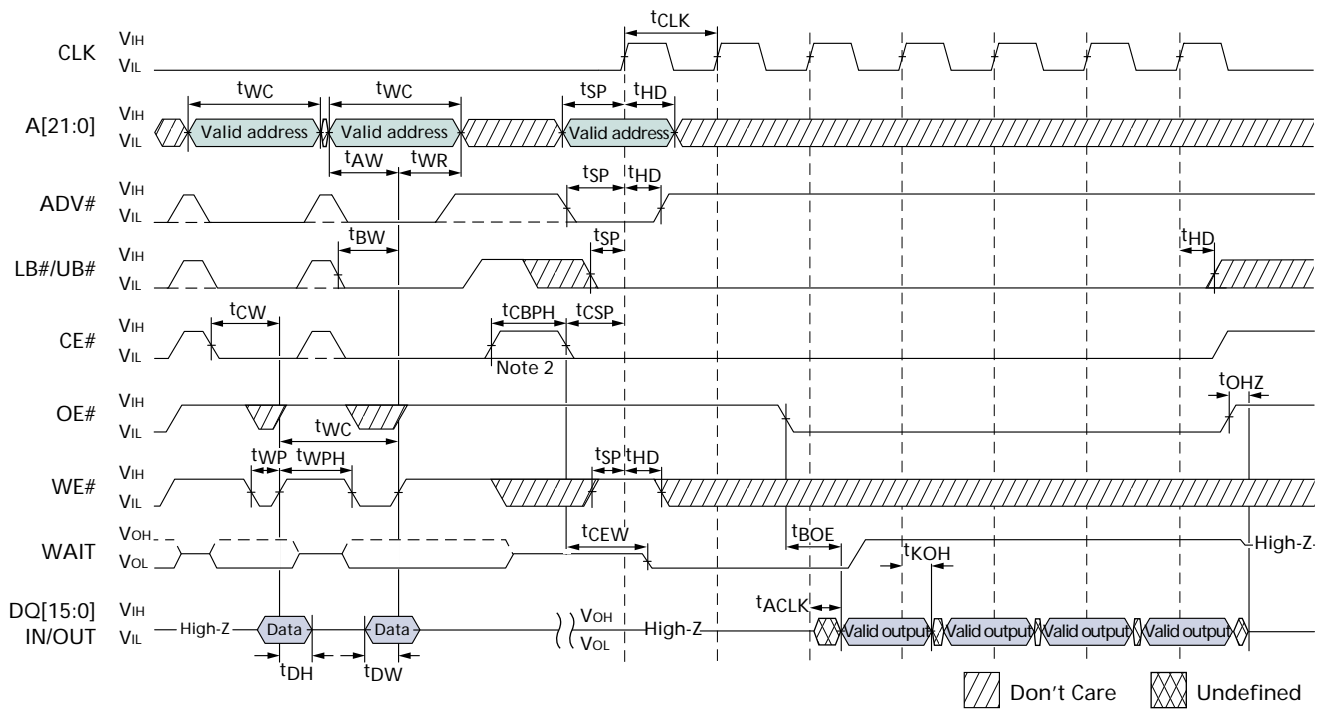 tCLK
CLK VIH
VIL
tWC tWC tSP tHD
A[21:0] VIH
VIL
Valid address Valid address Valid address
tAW tWR
tSP tHD
ADV# VIH
VIL
tBW tSP tHD
LB#/UB# VIH
VIL
tCW tCBPH tCSP
CE# VIH
VIL
Note 2
tOHZ
OE# VIH
VIL
tWC
tWP tWPH tSP tHD
WE# VIH
VIL
tCEW tBOE tKOH
WAIT VOH
VOL
High-Z
tACLK
DQ[15:0] VIH
IN/OUT VIL
High-Z Data Data VOH
VOL
High-Z Valid output Valid output Valid output Valid output
tDH tDW
Don't Care Undefined